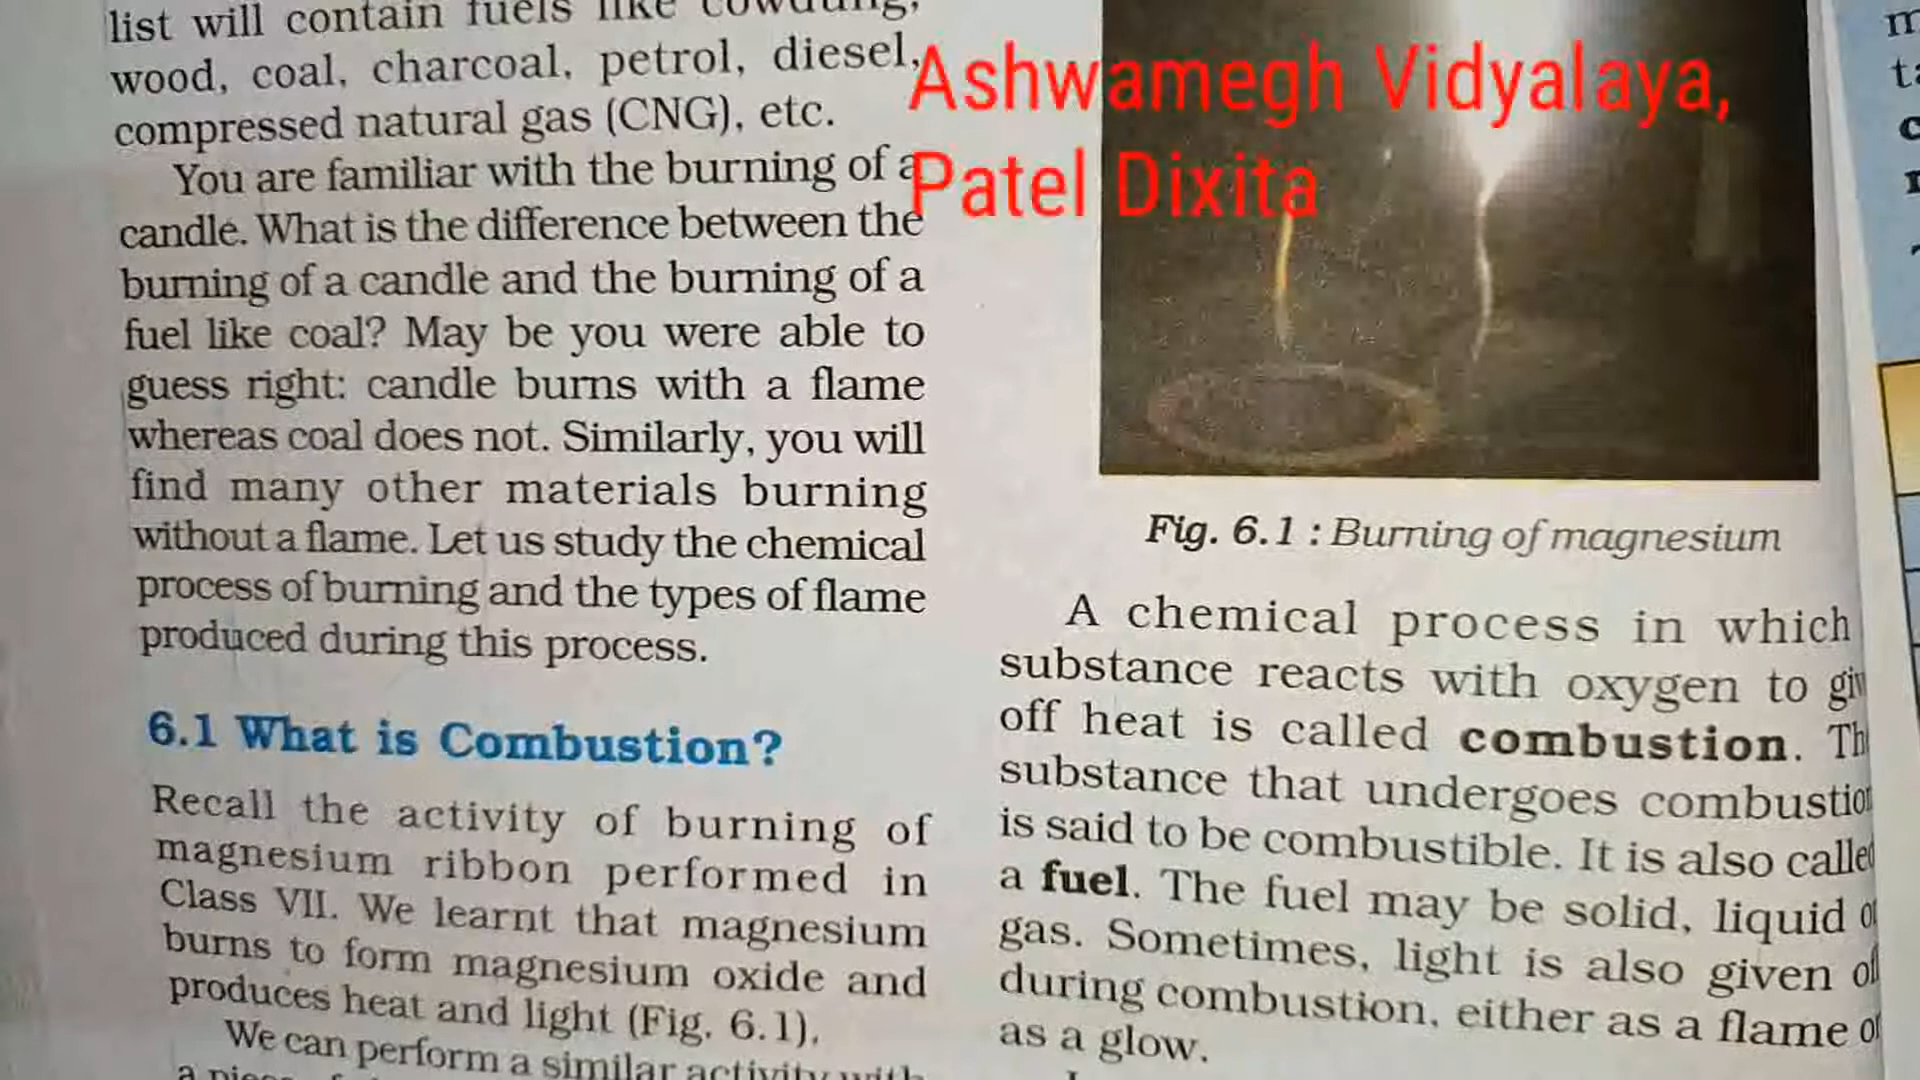 list will contain fuels like cowdung,
wood, coal, charcoal, petrol, diesel,
compressed natural gas (CNG), etc.
You are familiar with the burning of a
candle. What is the difference between the
burning of a candle and the burning of a
fuel like coal? May be you were able to
guess right: candle burns with a flame
whereas coal does not. Similarly, you will
find many other materials burning
without a flame. Let us study the chemical
process of burning and the types of flame
produced during this process.
6.1 What is Combustion?
Recall the activity of burning of
magnesium ribbon performed in
Class VII. We learnt that magnesium
burns to form magnesium oxide and
produces heat and light (Fig. 6.1).
We can perform a similar activity with
Ashwamegh Vidyalaya,
Patel Dixita
Fig. 6.1 : Burning of magnesium
A chemical process in which
substance reacts with oxygen to
off heat is called combustion.
substance that undergoes
is said to be combustible. It is also
a fuel. The fuel may be solid, liquid
gas. Sometimes, light is also given
during combustion, either as a flame
as a glow.